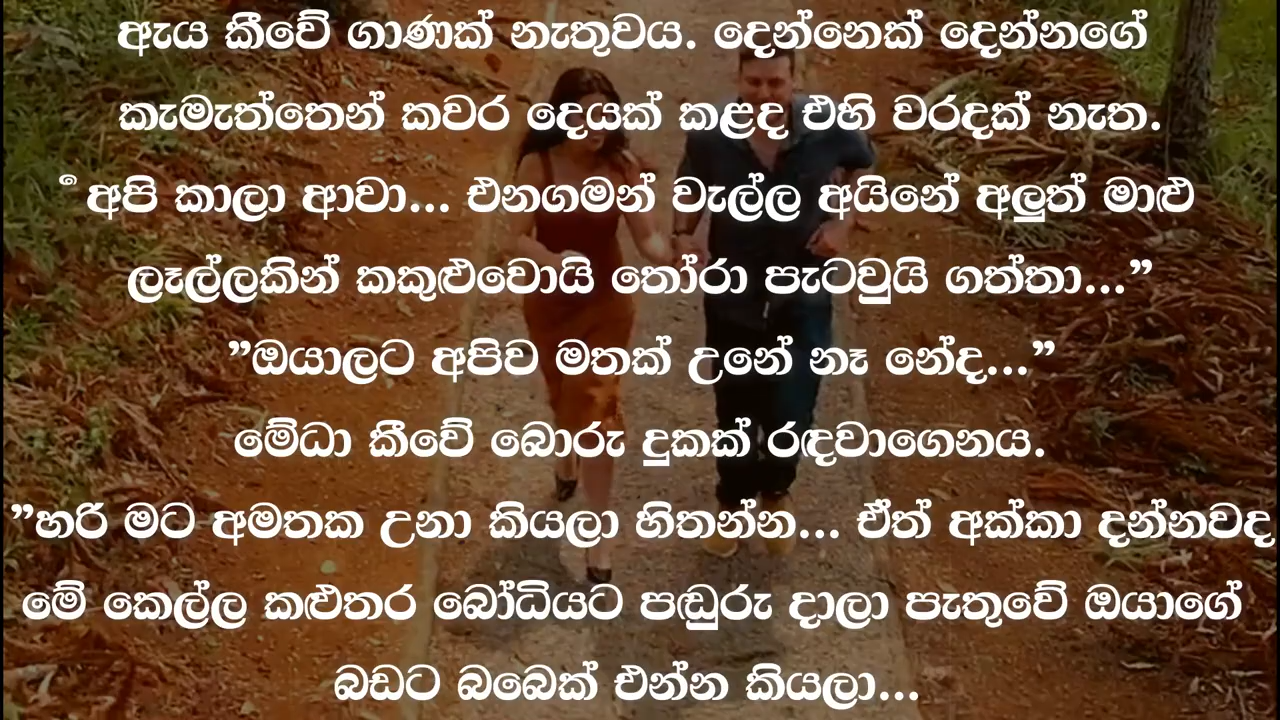 ඇය කීවේ ගාණක් නැතුවය. දෙන්නෙක් දෙන්නගේ
කැමැත්තෙන් කවර දෙයක් කළද එහි වරදක් නැත.
ඐ අපි කාලා ආවා... එනගමන් වැල්ල අයිනේ අලුත් මාළු
ලෑල්ලකින් කකුළුවොයි තෝරා පැටවුයි ගත්තා...”
”ඔයාලට අපිව මතක් උනේ නෑ නේද...”
මේධා කීවේ බොරු දුකක් රඳවාගෙනය.
”හරි මට අමතක උනා කියලා හිතන්න... ඒත් අක්කා දන්නවද
මේ කෙල්ල කළුතර බෝධියට පඬුරු දාලා පැතුවේ ඔයාගේ
බඩට බබෙක් එන්න කියලා...